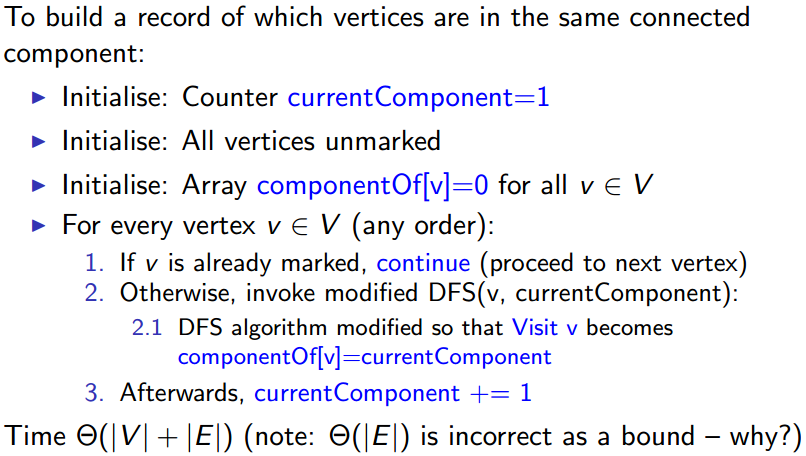 To build a record of which vertices are in the same connected
component:
▶ Initialise: Counter currentComponent=1
▶ Initialise: All vertices unmarked
▶ Initialise: Array componentOf[v]=0 for all v ∈ V
▶ For every vertex v ∈ V (any order):
1. If v is already marked, continue (proceed to next vertex)
2. Otherwise, invoke modified DFS(v, currentComponent):
2.1 DFS algorithm modified so that Visit v becomes
componentOf[v]=currentComponent
3. Afterwards, currentComponent += 1
Time Θ(|V| + |E|) (note: Θ(|E|) is incorrect as a bound – why?)